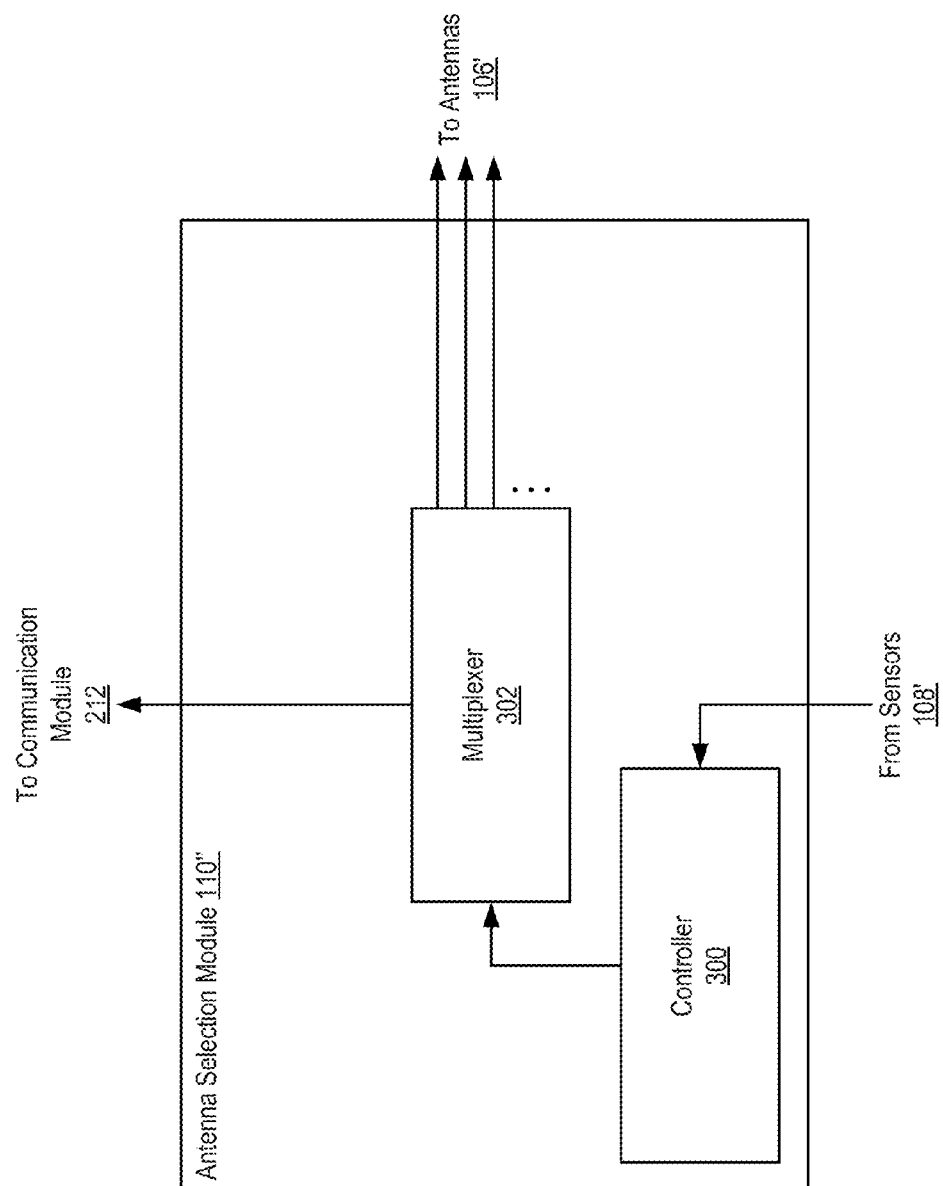 To Communication
Module
212
Antenna Selection Module 110"
To Antennas
106'
Multiplexer
302
...
Controller
300
From Sensors
108'